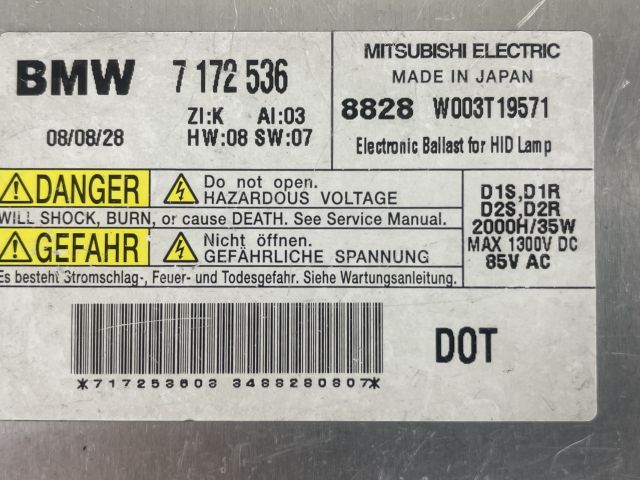 BMW 7 172 536
ZI:K AI:03
08/08/28 HW:08 SW:07
MITSUBISHI ELECTRIC
MADE IN JAPAN
8828 W003T19571
Electronic Ballast for HID Lamp
DANGER Do not open.
HAZARDOUS VOLTAGE
WILL SHOCK, BURN, or cause DEATH. See Service Manual.
GEFAHR Nicht öffnen.
GEFÄHRLICHE SPANNUNG
Es besteht Stromschlag-, Feuer- und Todesgefahr. Siehe Wartungsanleitung.
D1S,D1R
D2S,D2R
2000H/35W
MAX 1300V DC
85V AC
*717253603 3488280807*
DOT